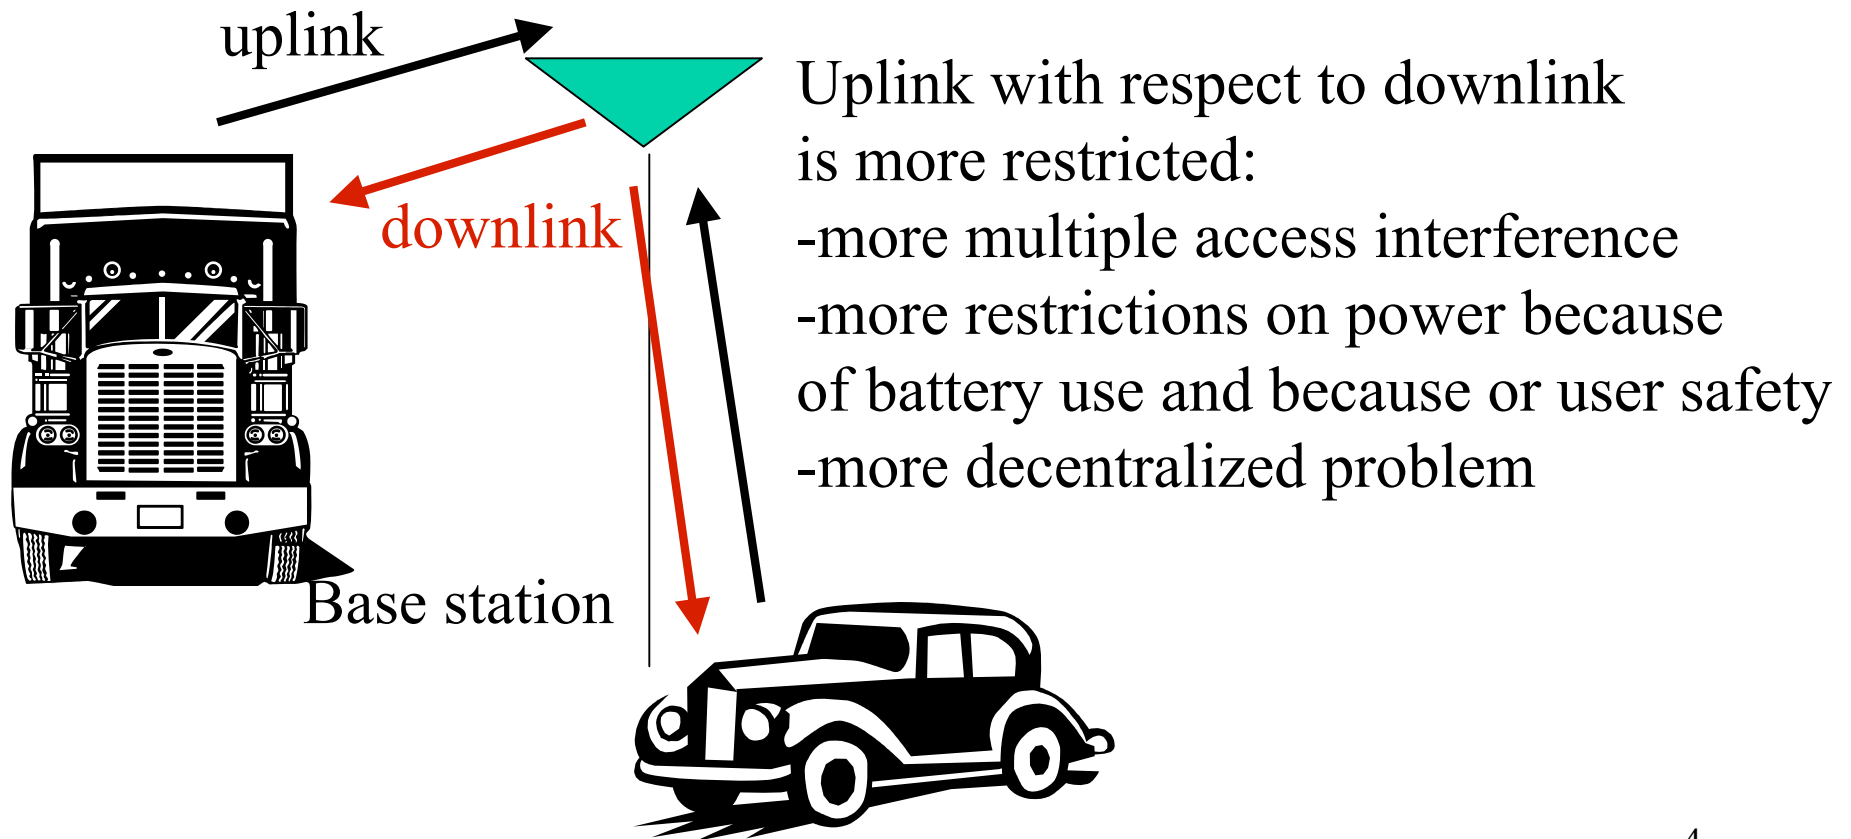 uplink
downlink
Base station
Uplink with respect to downlink
is more restricted:
-more multiple access interference
-more restrictions on power because
of battery use and because or user safety
-more decentralized problem
4